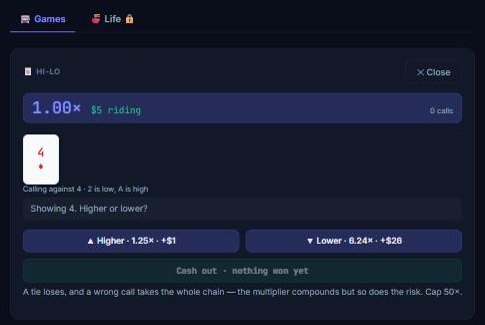 Games Life
HI-LO
× Close
1.00× $5 riding 0 calls
4
♦
Calling against 4 · 2 is low, A is high
Showing 4. Higher or lower?
▲ Higher · 1.25× · +$1 ▼ Lower · 6.24× · +$26
Cash out · nothing won yet
A tie loses, and a wrong call takes the whole chain — the multiplier compounds but so does the risk. Cap 50×.